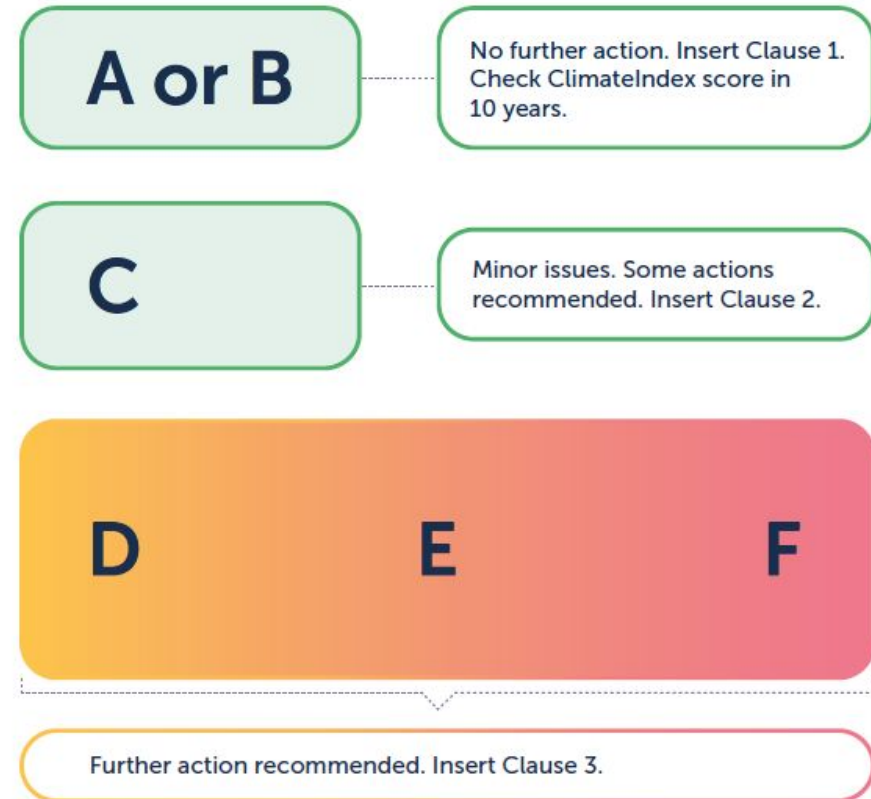 A or B
No further action. Insert Clause 1.
Check ClimateIndex score in
10 years.
C
Minor issues. Some actions
recommended. Insert Clause 2.
D E F
Further action recommended. Insert Clause 3.